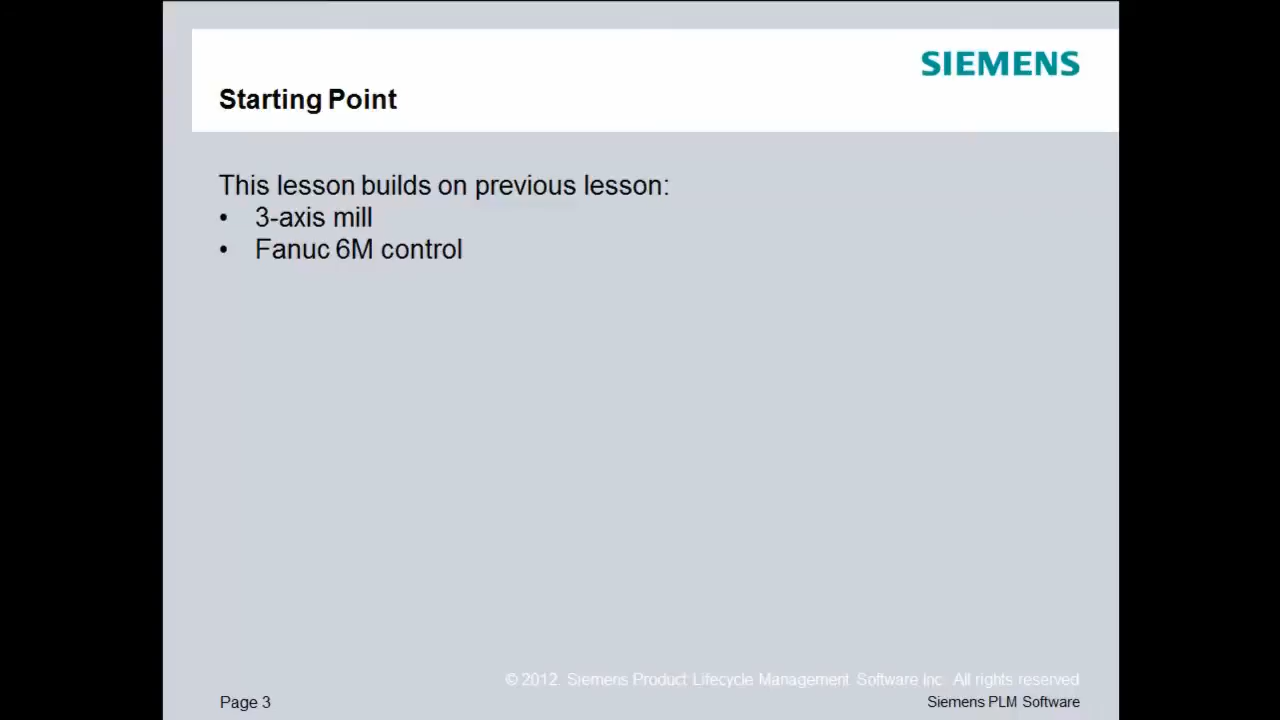 SIEMENS
Starting Point
This lesson builds on previous lesson:
• 3-axis mill
• Fanuc 6M control
© 2012. Siemens Product Lifecycle Management Software Inc. All rights reserved
Page 3
Siemens PLM Software